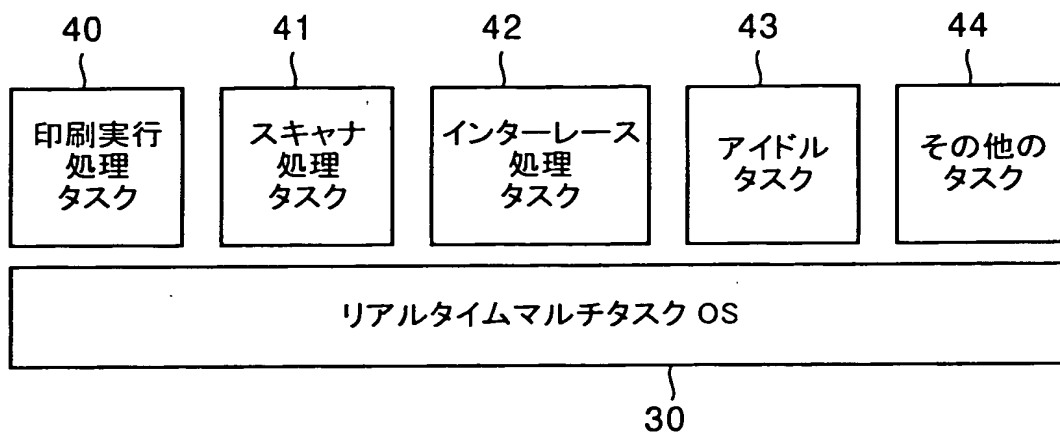 40
41
42
43
44
印刷実行
処理
タスク
スキャナ
処理
タスク
インターレース
処理
タスク
アイドル
タスク
その他の
タスク
リアルタイムマルチタスク OS
30